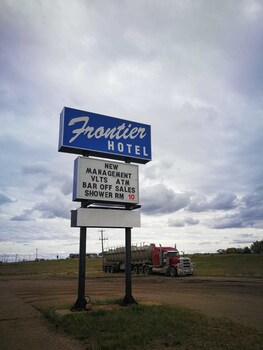 Frontier
HOTEL
NEW
MANAGEMENT
VLTS ATM
BAR OFF SALES
SHOWER RM 10